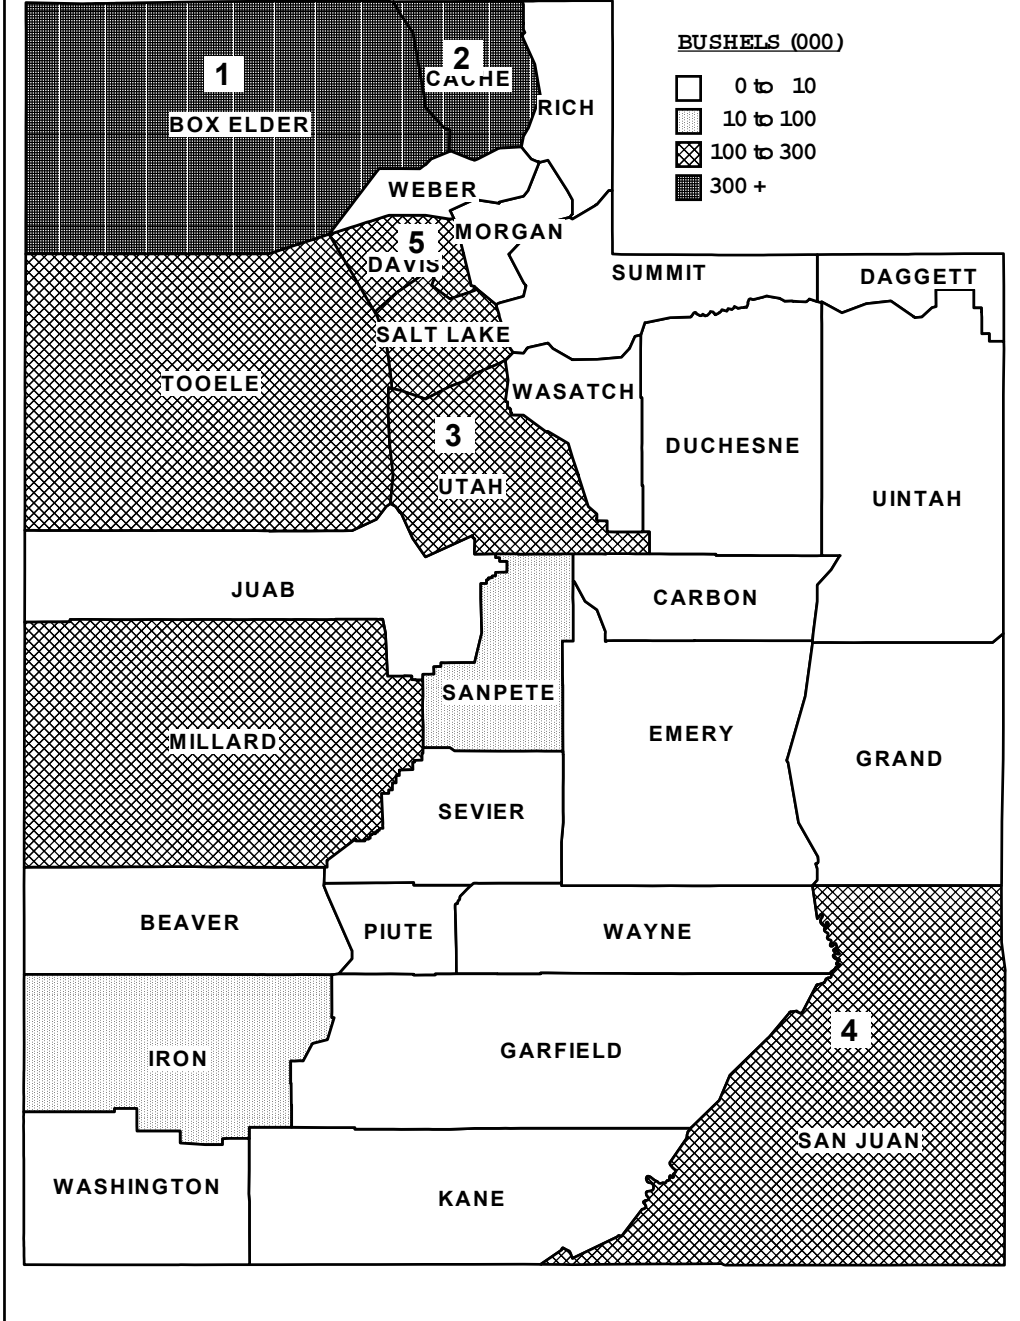 BUSHELS (000)
0 to 10
10 to 100
100 to 300
300 +
1
BOX ELDER
2
CACHE
RICH
WEBER
MORGAN
5
DAVIS
SUMMIT
DAGGETT
SALT LAKE
TOOELE
WASATCH
3
UTAH
DUCHESNE
UINTAH
JUAB
CARBON
SANPETE
MILLARD
EMERY
GRAND
SEVIER
BEAVER
PIUTE
WAYNE
4
IRON
GARFIELD
SAN JUAN
WASHINGTON
KANE